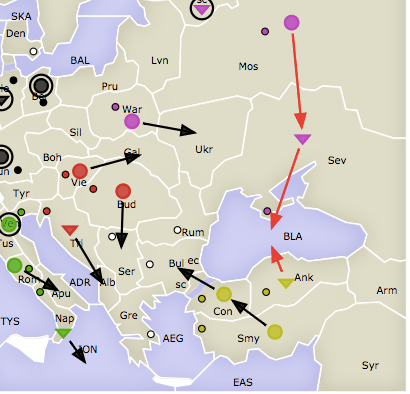 SKA
Den
BAL
Lvn
Mos
Pru
War
Sil
Ukr
Boh
Gal
Sev
Vie
Tyr
Bud
Rum
BLA
Tus
Ser
Bul ec
Rom
ADR Alb
sc
Ank
Apu
Arm
TYS
Nap
Gre
Con
ION
AEG
Smy
Syr
EAS